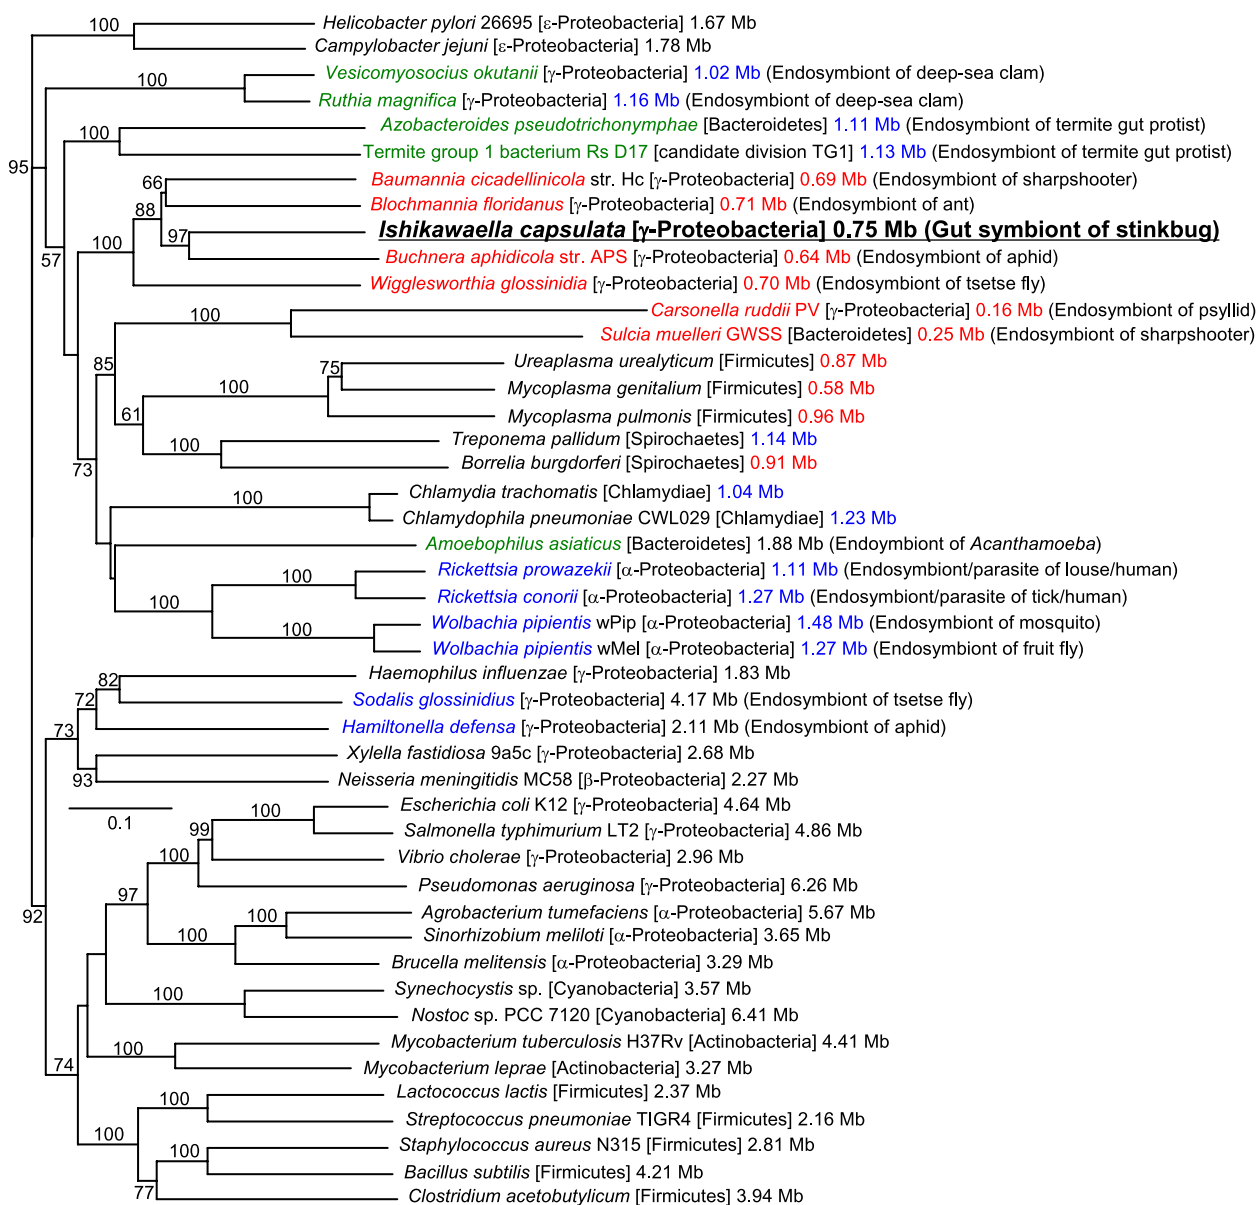 100 Helicobacter pylori 26695 [ε-Proteobacteria] 1.67 Mb
Campylobacter jejuni [ε-Proteobacteria] 1.78 Mb
Vesicomyosocius okutanii [γ-Proteobacteria] 1.02 Mb (Endosymbiont of deep-sea clam)
100
Ruthia magnifica [γ-Proteobacteria] 1.16 Mb (Endosymbiont of deep-sea clam)
Azobacteroides pseudotrichonymphae [Bacteroidetes] 1.11 Mb (Endosymbiont of termite gut protist)
100
Termite group 1 bacterium Rs D17 [candidate division TG1] 1.13 Mb (Endosymbiont of termite gut protist)
95
Baumannia cicadellinicola str. Hc [γ-Proteobacteria] 0.69 Mb (Endosymbiont of sharpshooter)
66
Blochmannia floridanus [γ-Proteobacteria] 0.71 Mb (Endosymbiont of ant)
88
Ishikawaella capsulata [γ-Proteobacteria] 0.75 Mb (Gut symbiont of stinkbug)
97
100
57
Buchnera aphidicola str. APS [γ-Proteobacteria] 0.64 Mb (Endosymbiont of aphid)
Wigglesworthia glossinidia [γ-Proteobacteria] 0.70 Mb (Endosymbiont of tsetse fly)
Carsonella ruddii PV [γ-Proteobacteria] 0.16 Mb (Endosymbiont of psyllid)
100
Sulcia muelleri GWSS [Bacteroidetes] 0.25 Mb (Endosymbiont of sharpshooter)
85
Ureaplasma urealyticum [Firmicutes] 0.87 Mb
75
100
Mycoplasma genitalium [Firmicutes] 0.58 Mb
61
Mycoplasma pulmonis [Firmicutes] 0.96 Mb
Treponema pallidum [Spirochaetes] 1.14 Mb
100
Borrelia burgdorferi [Spirochaetes] 0.91 Mb
73
Chlamydia trachomatis [Chlamydiae] 1.04 Mb
100
Chlamydophila pneumoniae CWL029 [Chlamydiae] 1.23 Mb
Amoebophilus asiaticus [Bacteroidetes] 1.88 Mb (Endoymbiont of Acanthamoeba)
Rickettsia prowazekii [α-Proteobacteria] 1.11 Mb (Endosymbiont/parasite of louse/human)
100
Rickettsia conorii [α-Proteobacteria] 1.27 Mb (Endosymbiont/parasite of tick/human)
100
Wolbachia pipientis wPip [α-Proteobacteria] 1.48 Mb (Endosymbiont of mosquito)
100
Wolbachia pipientis wMel [α-Proteobacteria] 1.27 Mb (Endosymbiont of fruit fly)
Haemophilus influenzae [γ-Proteobacteria] 1.83 Mb
82
72
Sodalis glossinidius [γ-Proteobacteria] 4.17 Mb (Endosymbiont of tsetse fly)
73
Hamiltonella defensa [γ-Proteobacteria] 2.11 Mb (Endosymbiont of aphid)
Xylella fastidiosa 9a5c [γ-Proteobacteria] 2.68 Mb
93
Neisseria meningitidis MC58 [β-Proteobacteria] 2.27 Mb
0.1
Escherichia coli K12 [γ-Proteobacteria] 4.64 Mb
100
99
Salmonella typhimurium LT2 [γ-Proteobacteria] 4.86 Mb
100
Vibrio cholerae [γ-Proteobacteria] 2.96 Mb
97
Pseudomonas aeruginosa [γ-Proteobacteria] 6.26 Mb
92
Agrobacterium tumefaciens [α-Proteobacteria] 5.67 Mb
100
Sinorhizobium meliloti [α-Proteobacteria] 3.65 Mb
100
Brucella melitensis [α-Proteobacteria] 3.29 Mb
Synechocystis sp. [Cyanobacteria] 3.57 Mb
100
Nostoc sp. PCC 7120 [Cyanobacteria] 6.41 Mb
Mycobacterium tuberculosis H37Rv [Actinobacteria] 4.41 Mb
100
74
Mycobacterium leprae [Actinobacteria] 3.27 Mb
Lactococcus lactis [Firmicutes] 2.37 Mb
100
Streptococcus pneumoniae TIGR4 [Firmicutes] 2.16 Mb
100
Staphylococcus aureus N315 [Firmicutes] 2.81 Mb
100
Bacillus subtilis [Firmicutes] 4.21 Mb
77
Clostridium acetobutylicum [Firmicutes] 3.94 Mb